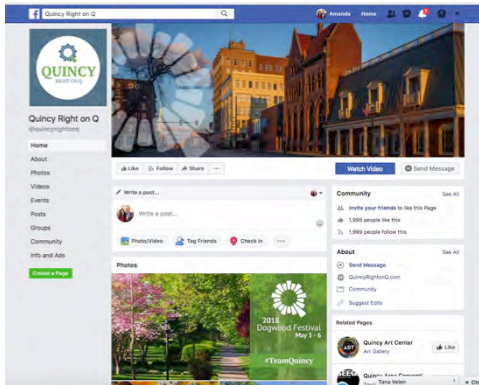 Quincy Right on Q
Amanda
Home
QUINCY
RIGHT ON Q
Quincy Right on Q
@quincyrightonq
Home
About
Photos
Videos
Events
Posts
Groups
Community
Info and Ads
Create a Page
Like
Follow
Share
Watch Video
Send Message
Write a post...
Write a post...
Photo/Video
Tag Friends
Check in
Photos
2018
Dogwood Festival
May 3 - 6
#TeamQuincy
Community
See All
Invite your friends to like this Page
1,995 people like this
1,999 people follow this
About
See All
Send Message
QuincyRightonQ.com
Community
Suggest Edits
Related Pages
Quincy Art Center
Art Gallery
Like
Tana Velen